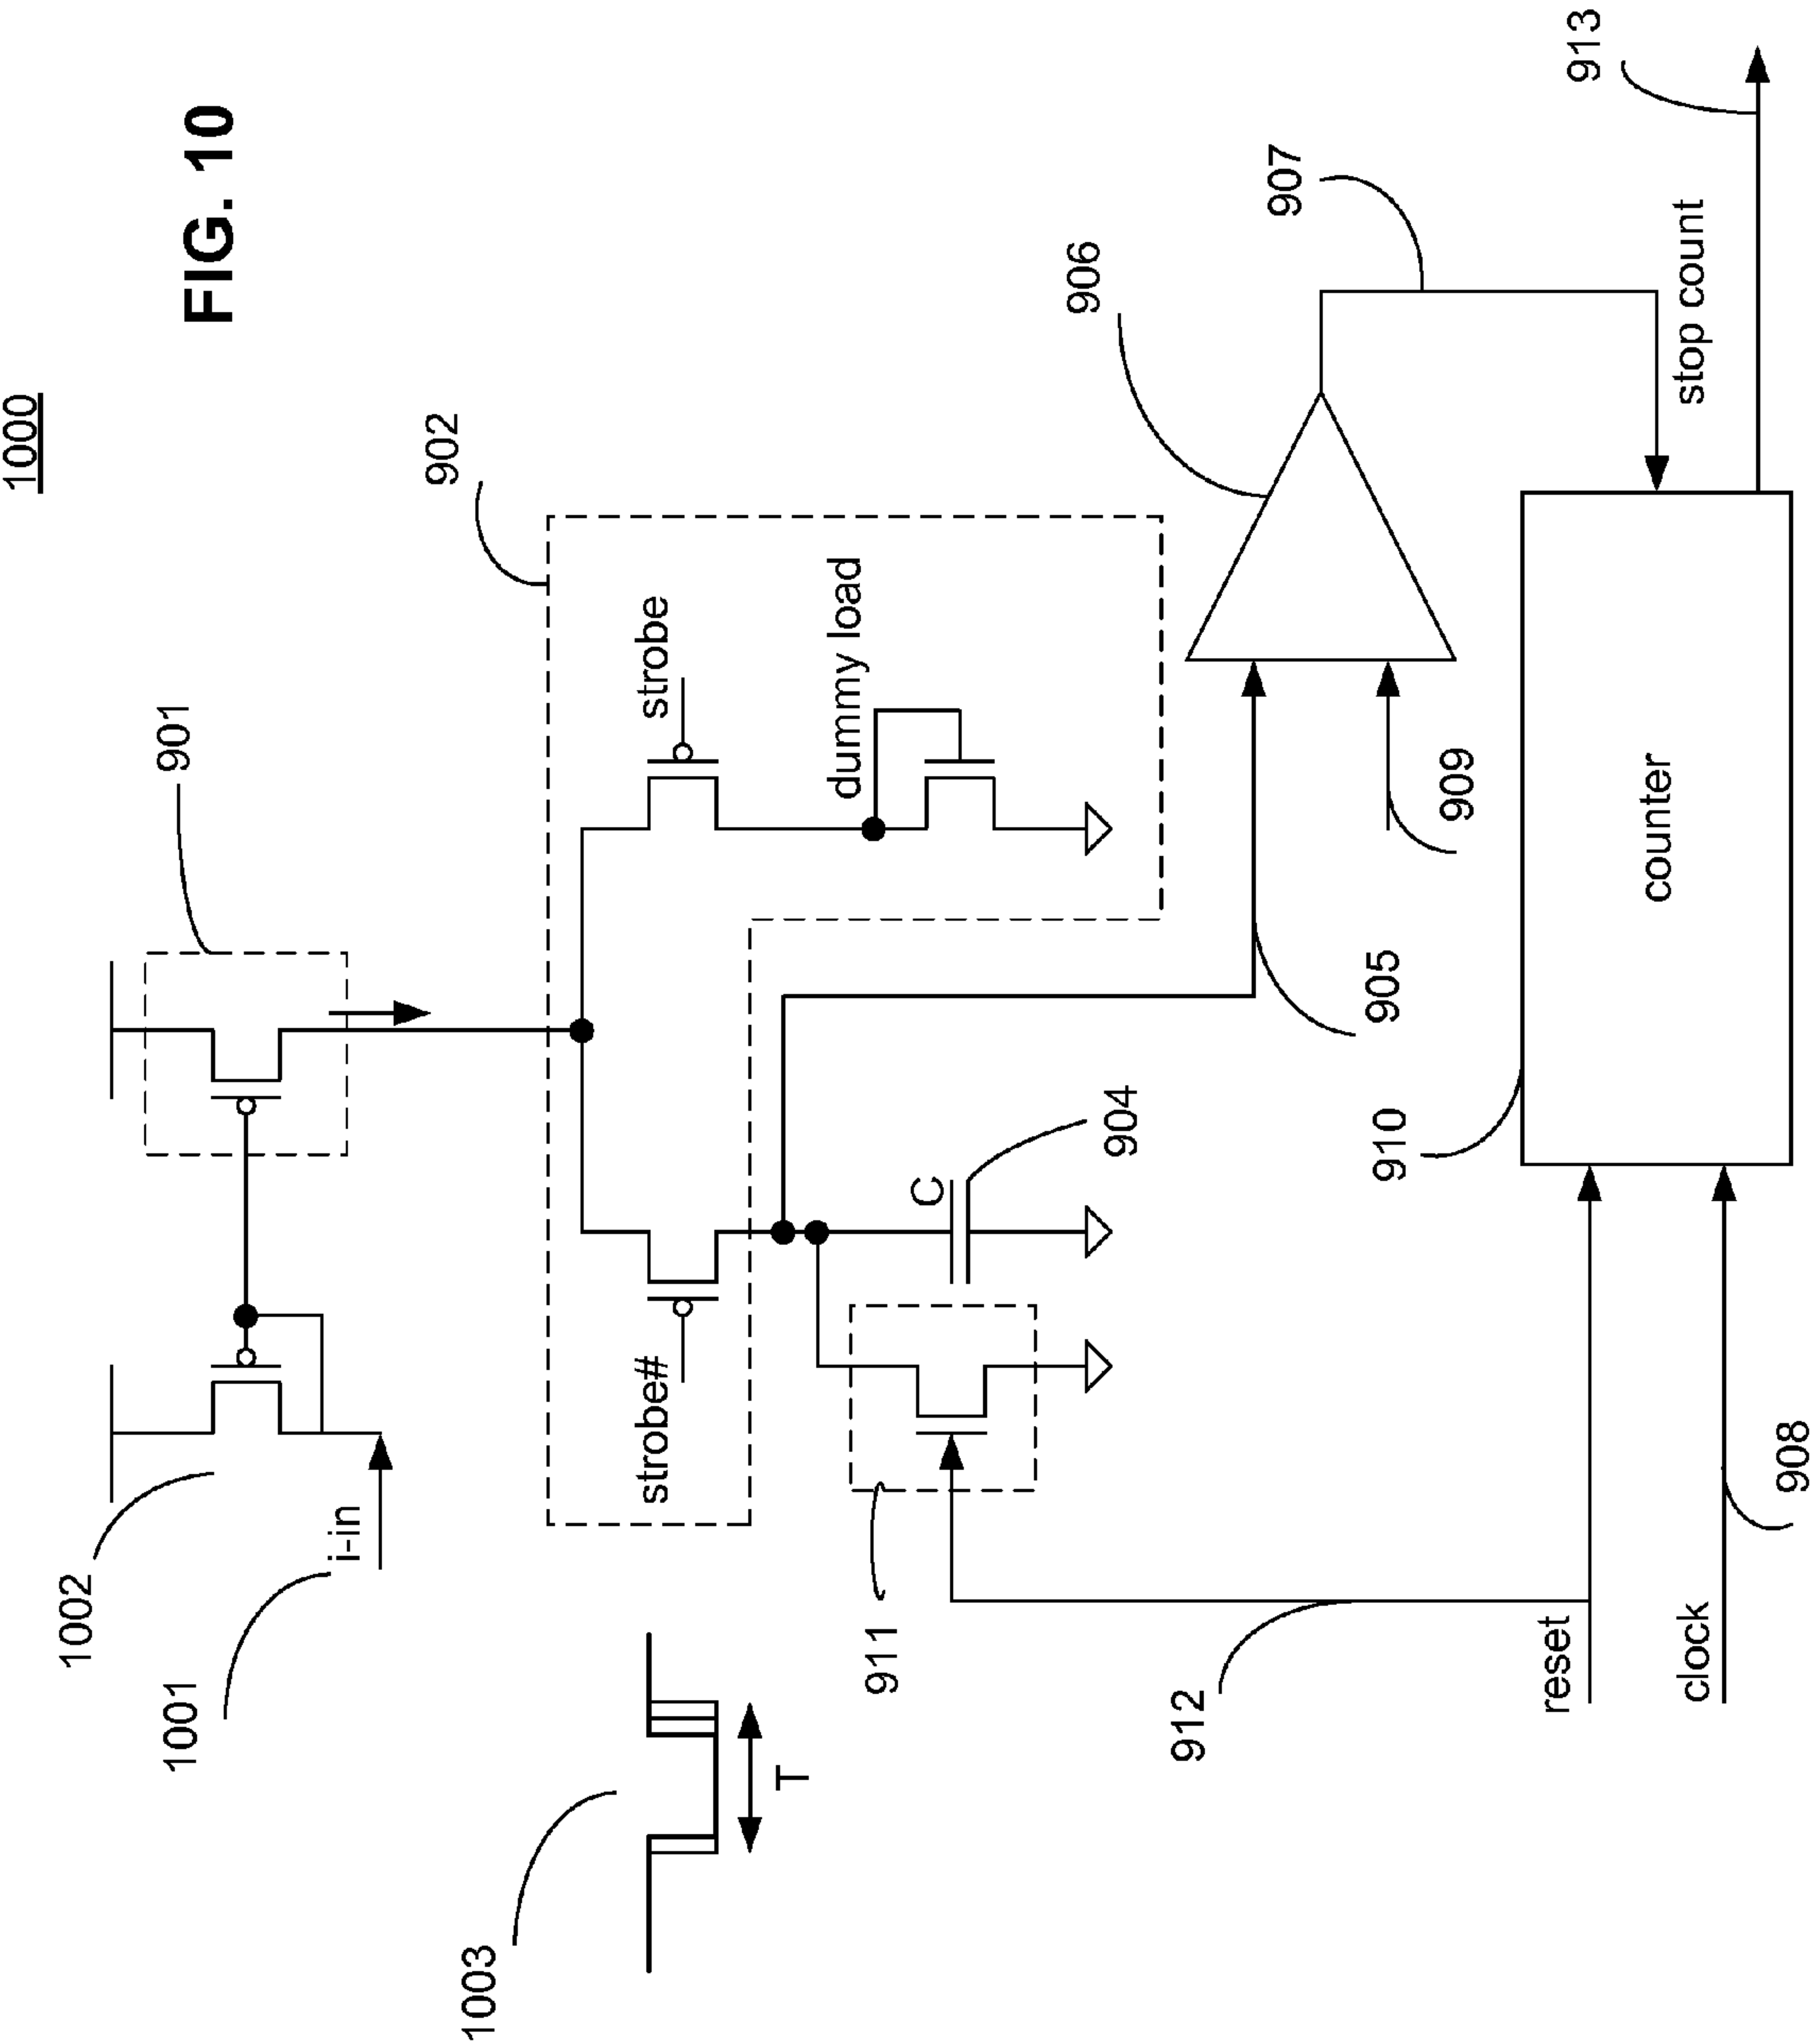 1000
FIG. 10
1002
901
1001
i-in
902
1003
T
strobe#
strobe
dummy load
C
911
904
906
905
909
907
912
910
counter
stop count
913
reset
clock
908